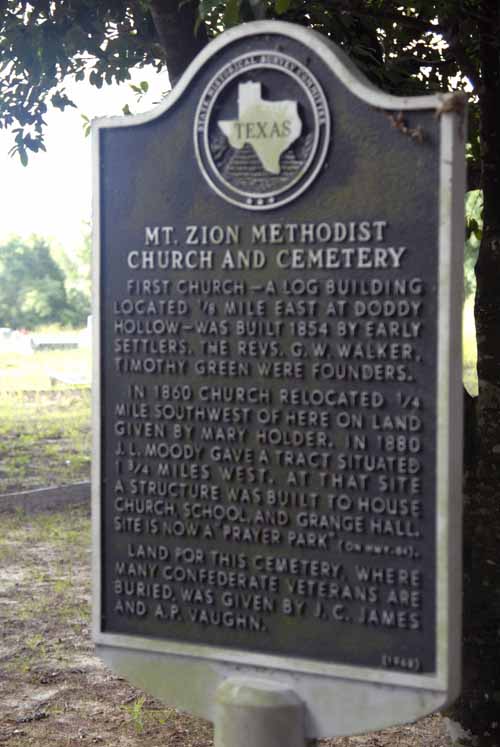 STATE HISTORICAL SURVEY COMMITTEE
TEXAS
MT. ZION METHODIST
CHURCH AND CEMETERY
FIRST CHURCH — A LOG BUILDING
LOCATED 1/8 MILE EAST AT DODDY
HOLLOW — WAS BUILT 1854 BY EARLY
SETTLERS. THE REVS. G. W. WALKER,
TIMOTHY GREEN WERE FOUNDERS.
IN 1860 CHURCH RELOCATED 1/4
MILE SOUTHWEST OF HERE ON LAND
GIVEN BY MARY HOLDER. IN 1880
J. L. MOODY GAVE A TRACT SITUATED
1 3/4 MILES WEST. AT THAT SITE
A STRUCTURE WAS BUILT TO HOUSE
CHURCH, SCHOOL, AND GRANGE HALL.
SITE IS NOW A "PRAYER PARK" (ON HWY. 84).
LAND FOR THIS CEMETERY, WHERE
MANY CONFEDERATE VETERANS ARE
BURIED, WAS GIVEN BY J. C. JAMES
AND A. P. VAUGHN.
(1968)